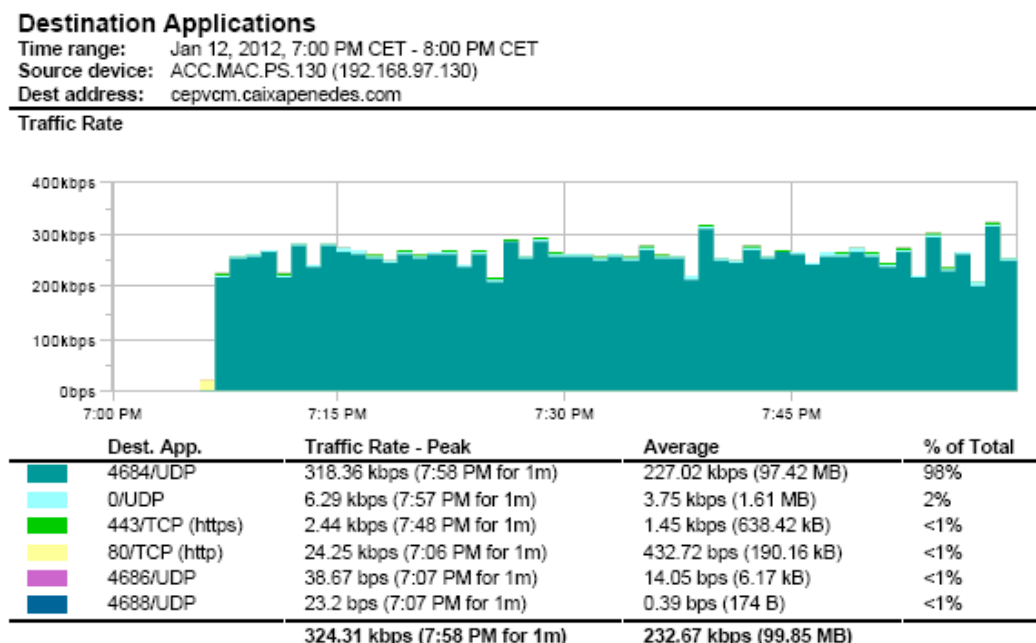 Destination Applications
Time range: Jan 12, 2012, 7:00 PM CET - 8:00 PM CET
Source device: ACC.MAC.PS.130 (192.168.97.130)
Dest address: cepvcm.caixapenedes.com
Traffic Rate
400kbps
300kbps
200kbps
100kbps
0bps
7:00 PM 7:15 PM 7:30 PM 7:45 PM
Dest. App. Traffic Rate - Peak Average % of Total
4684/UDP 318.36 kbps (7:58 PM for 1m) 227.02 kbps (97.42 MB) 98%
0/UDP 6.29 kbps (7:57 PM for 1m) 3.75 kbps (1.61 MB) 2%
443/TCP (https) 2.44 kbps (7:48 PM for 1m) 1.45 kbps (638.42 kB) <1%
80/TCP (http) 24.25 kbps (7:06 PM for 1m) 432.72 bps (190.16 kB) <1%
4686/UDP 38.67 bps (7:07 PM for 1m) 14.05 bps (6.17 kB) <1%
4688/UDP 23.2 bps (7:07 PM for 1m) 0.39 bps (174 B) <1%
324.31 kbps (7:58 PM for 1m) 232.67 kbps (99.85 MB)